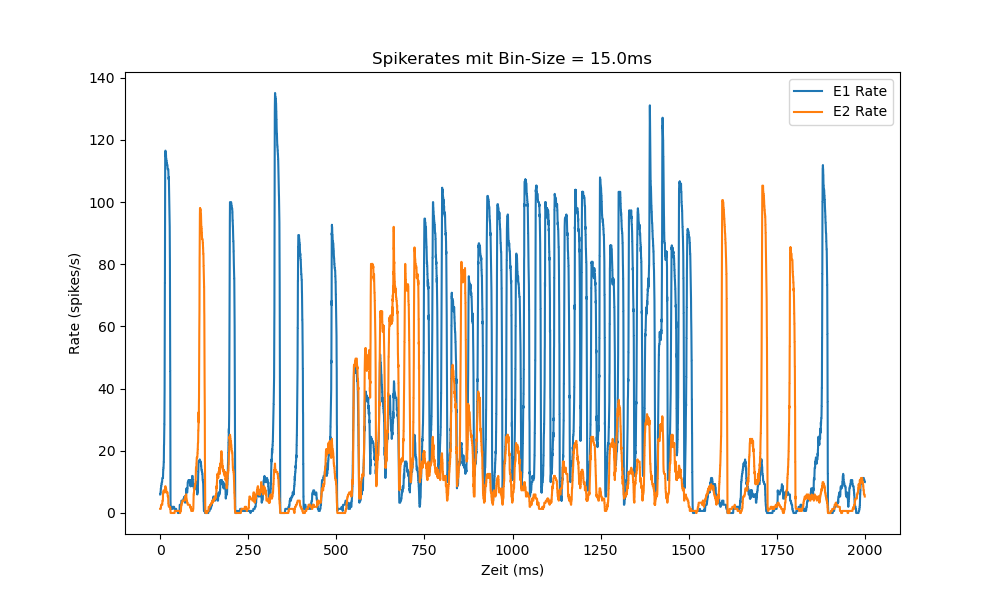 Spikerates mit Bin-Size = 15.0ms
E1 Rate
E2 Rate
140
120
100
80
60
40
20
0
Rate (spikes/s)
0 250 500 750 1000 1250 1500 1750 2000
Zeit (ms)